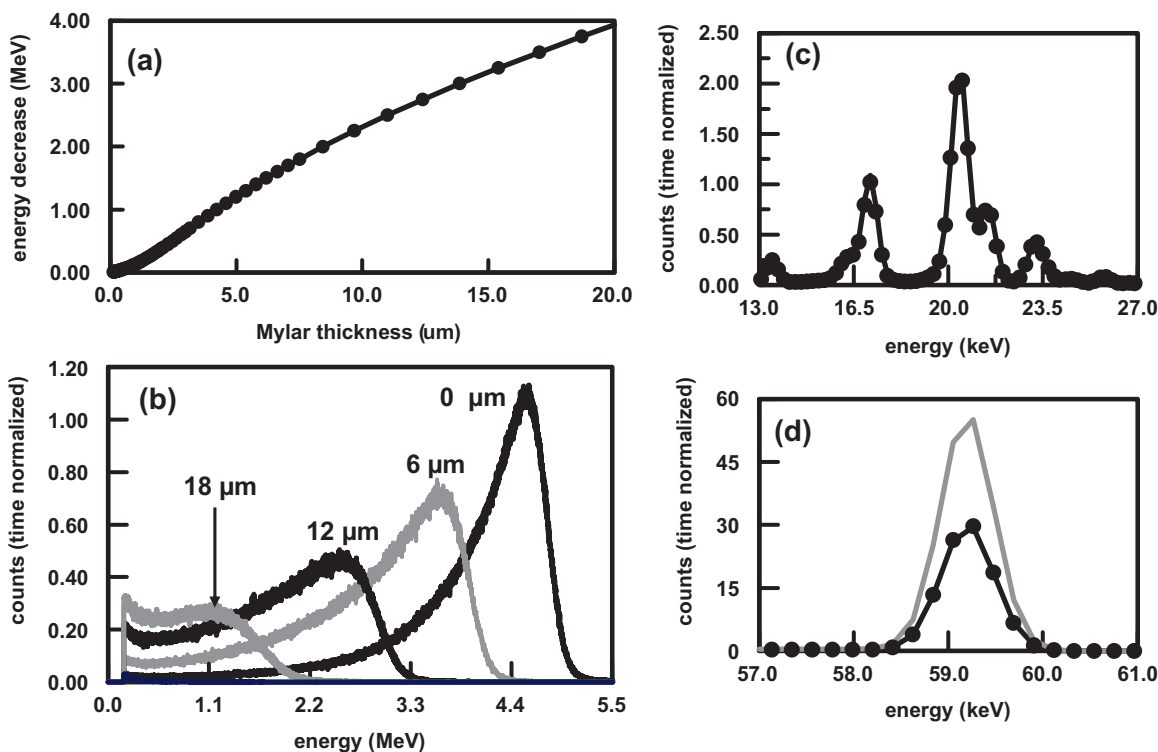 (a)
energy decrease (MeV)
4.00
3.00
2.00
1.00
0.00
0.0 5.0 10.0 15.0 20.0
Mylar thickness (μm)
(c)
counts (time normalized)
2.50
2.00
1.50
1.00
0.50
0.00
13.0 16.5 20.0 23.5 27.0
energy (keV)
(b)
counts (time normalized)
1.20
1.00
0.80
0.60
0.40
0.20
0.00
0 μm
6 μm
12 μm
18 μm
0.0 1.1 2.2 3.3 4.4 5.5
energy (MeV)
(d)
counts (time normalized)
60
45
30
15
0
57.0 58.0 59.0 60.0 61.0
energy (keV)